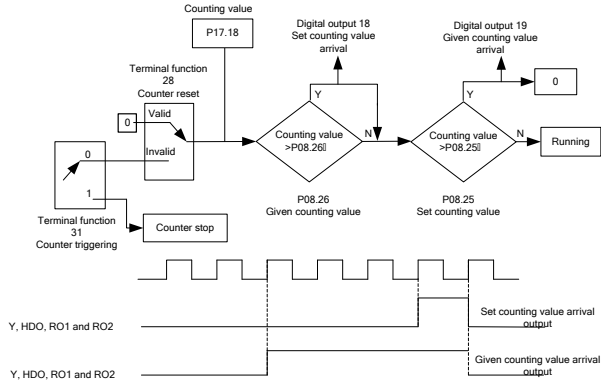 Counting value
P17.18
Terminal function
28
Counter reset
Digital output 18
Set counting value
arrival
Digital output 19
Given counting value
arrival
0
Valid
Invalid
0
1
Terminal function
31
Counter triggering
Counter stop
Y
Counting value
>P08.26
N
P08.26
Given counting value
Y
0
Counting value
>P08.25
N
Running
P08.25
Set counting value
Y, HDO, RO1 and RO2
Set counting value arrival
output
Y, HDO, RO1 and RO2
Given counting value arrival
output